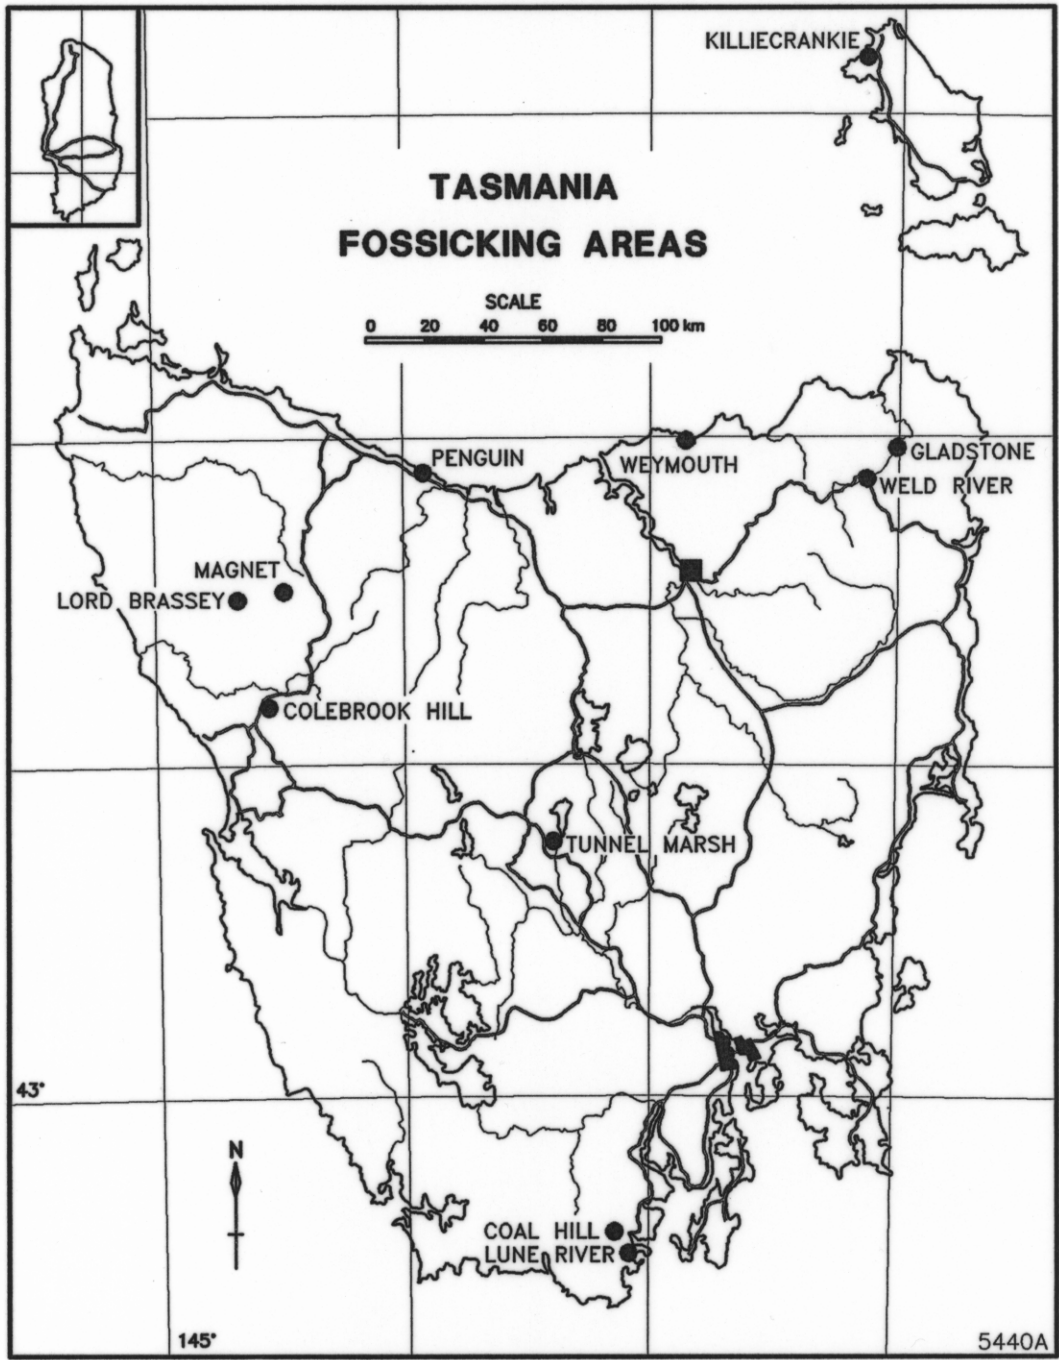 KILLIECRANKIE
TASMANIA
FOSSICKING AREAS
SCALE
0 20 40 60 80 100 km
PENGUIN
WEYMOUTH
GLADSTONE
WELD RIVER
MAGNET
LORD BRASSEY
COLEBROOK HILL
TUNNEL MARSH
43°
N
COAL HILL
LUNE RIVER
145°
5440A